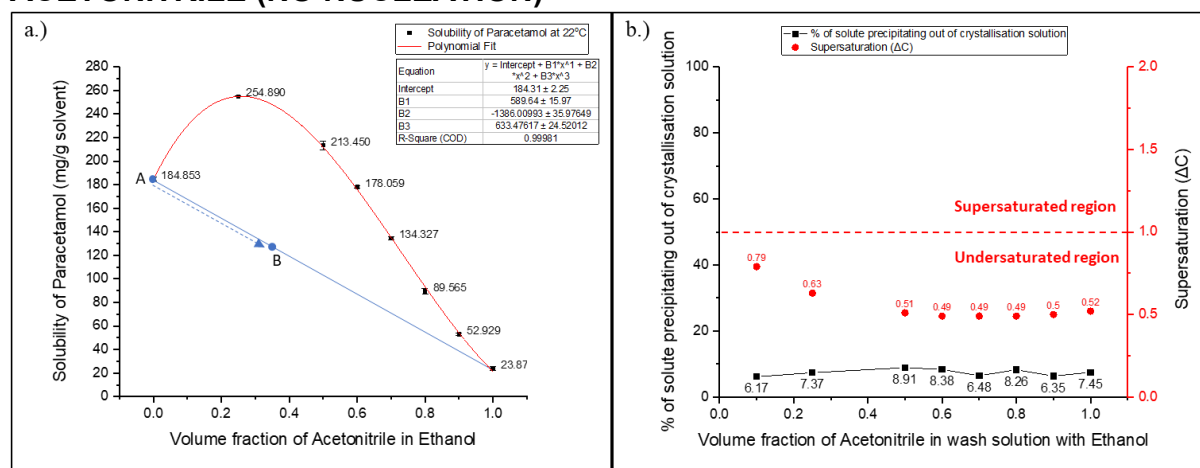 ACETONITRILE (NO NUCLEATION)
a.)
Solubility of Paracetamol at 22°C
Polynomial Fit
Equation y = Intercept + B1*x^1 + B2
*x^2 + B3*x^3
Intercept 184.31 ± 2.25
B1 589.64 ± 15.97
B2 -1386.00993 ± 35.97649
B3 633.47617 ± 24.52012
R-Square (COD) 0.99981
Solubility of Paracetamol (mg/g solvent)
280
260
240
220
200
180
160
140
120
100
80
60
40
20
0
254.890
213.450
A 184.853
178.059
134.327
B
89.565
52.929
23.87
0.0 0.2 0.4 0.6 0.8 1.0
Volume fraction of Acetonitrile in Ethanol
b.)
% of solute precipitating out of crystallisation solution
Supersaturation (ΔC)
% of solute precipitating out of crystallisation solution
100
80
60
40
20
0
Supersaturated region
Undersaturated region
0.79
0.63
0.51
0.49
0.49
0.49
0.5
0.52
6.17
7.37
8.91
8.38
6.48
8.26
6.35
7.45
2.0
1.5
1.0
0.5
0.0
Supersaturation (ΔC)
0.0 0.2 0.4 0.6 0.8 1.0
Volume fraction of Acetonitrile in wash solution with Ethanol